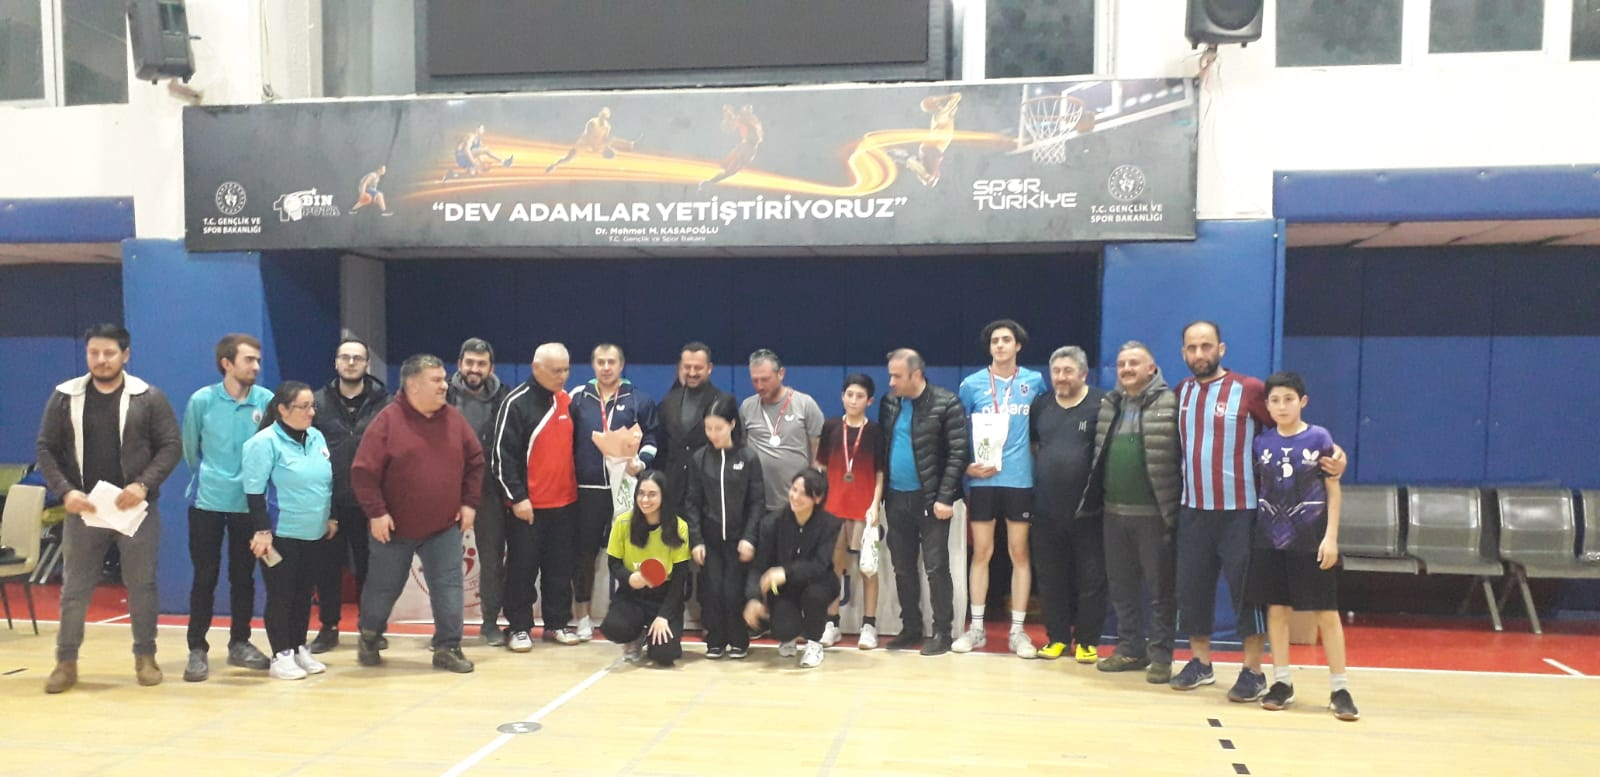 T.C. GENÇLİK VE
SPOR BAKANLIĞI
10 BİN
POTA
"DEV ADAMLAR YETİŞTİRİYORUZ"
Dr. Mehmet M. KASAPOĞLU
T.C. Gençlik ve Spor Bakanı
SPOR
TÜRKİYE
T.C. GENÇLİK VE
SPOR BAKANLIĞI